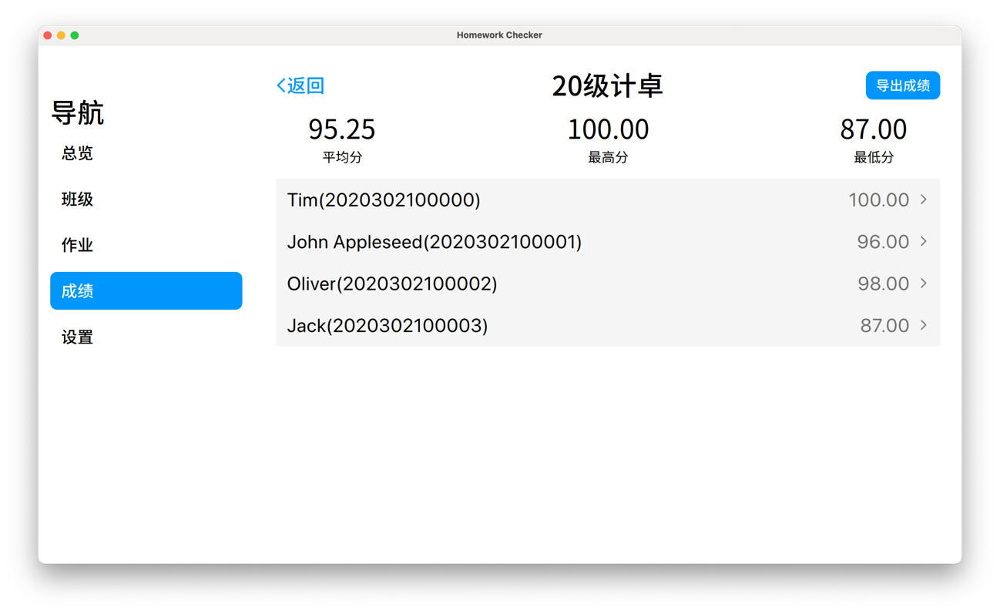 Homework Checker
导航
总览
班级
作业
成绩
设置
返回
20级计卓
导出成绩
95.25
平均分
100.00
最高分
87.00
最低分
Tim(2020302100000) 100.00
John Appleseed(2020302100001) 96.00
Oliver(2020302100002) 98.00
Jack(2020302100003) 87.00